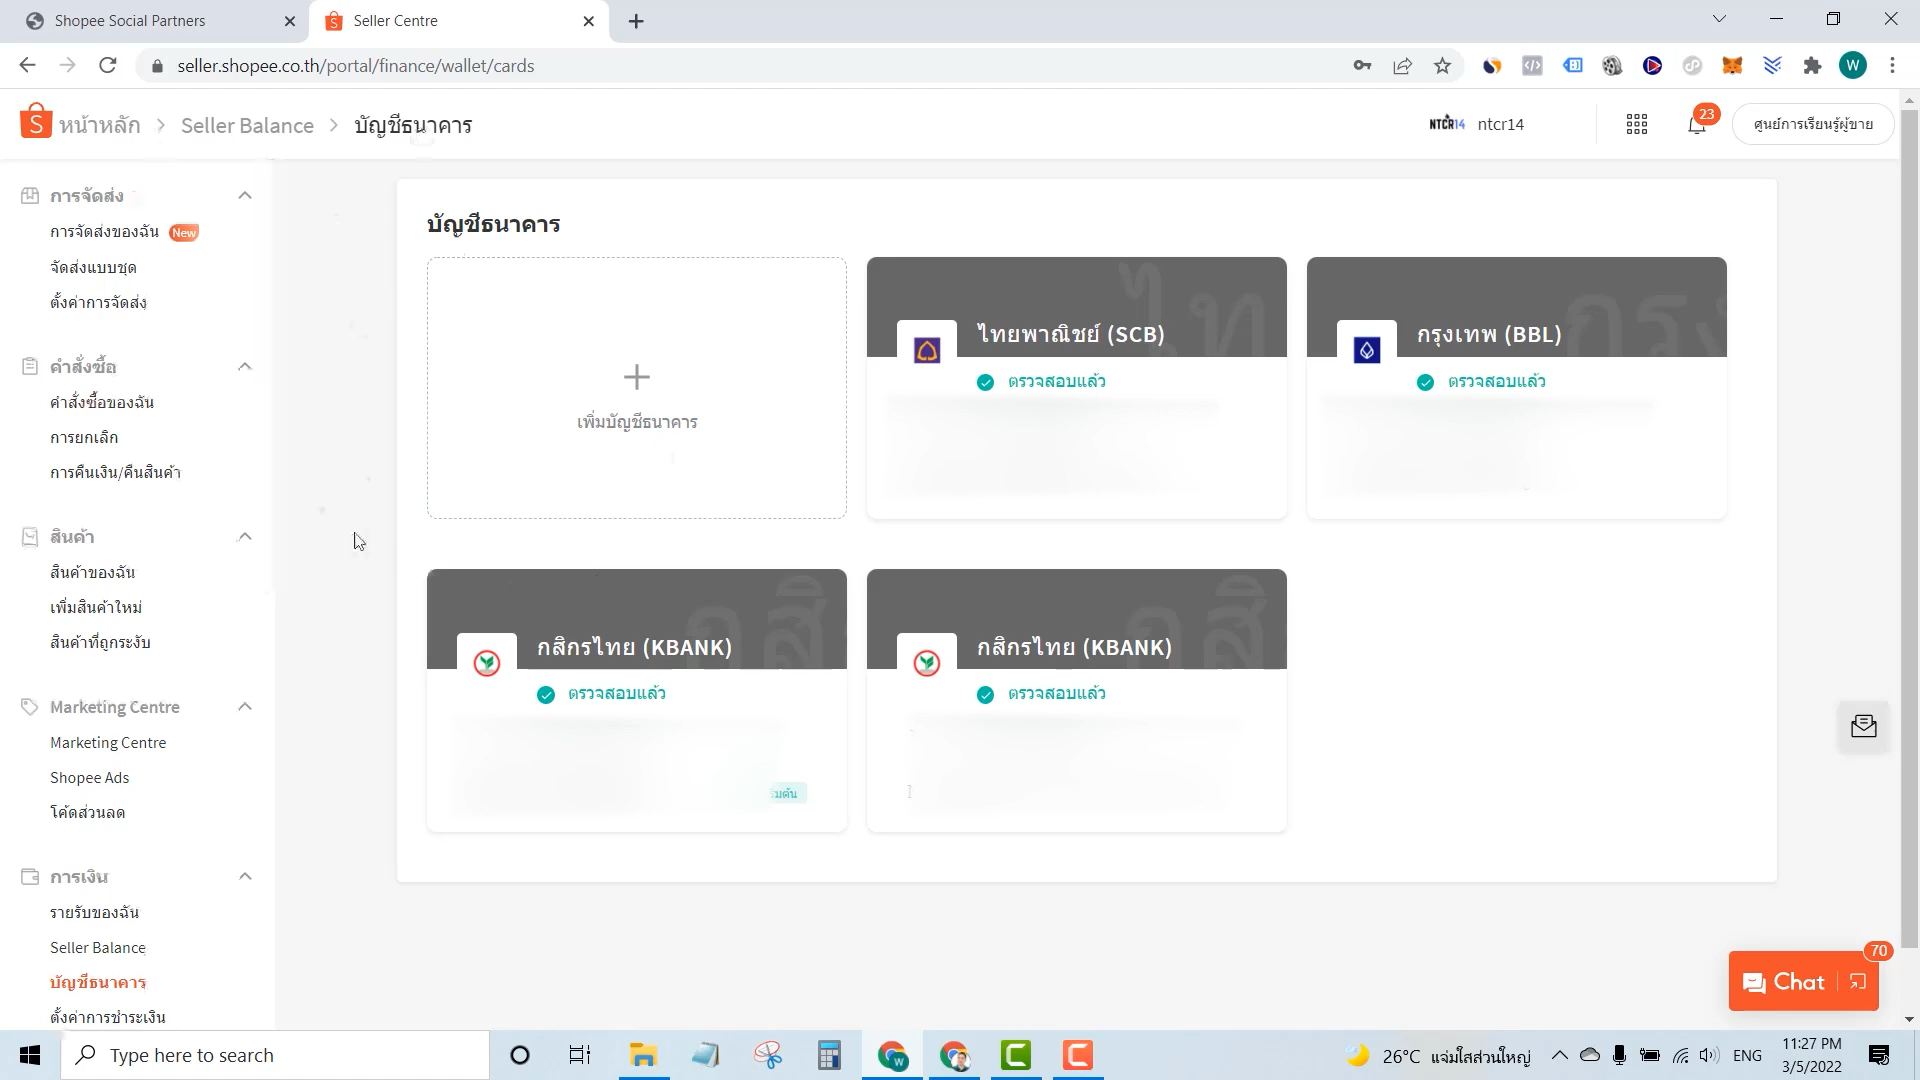 Shopee Social Partners
Seller Centre
seller.shopee.co.th/portal/finance/wallet/cards
W
หน้าหลัก > Seller Balance > บัญชีธนาคาร
NTCR14 ntcr14
23
ศูนย์การเรียนรู้ผู้ขาย
การจัดส่ง
การจัดส่งของฉัน New
จัดส่งแบบชุด
ตั้งค่าการจัดส่ง
คำสั่งซื้อ
คำสั่งซื้อของฉัน
การยกเลิก
การคืนเงิน/คืนสินค้า
สินค้า
สินค้าของฉัน
เพิ่มสินค้าใหม่
สินค้าที่ถูกระงับ
Marketing Centre
Marketing Centre
Shopee Ads
โค้ดส่วนลด
การเงิน
รายรับของฉัน
Seller Balance
บัญชีธนาคาร
ตั้งค่าการชำระเงิน
บัญชีธนาคาร
เพิ่มบัญชีธนาคาร
ไทยพาณิชย์ (SCB)
ตรวจสอบแล้ว
กรุงเทพ (BBL)
ตรวจสอบแล้ว
กสิกรไทย (KBANK)
ตรวจสอบแล้ว
กสิกรไทย (KBANK)
ตรวจสอบแล้ว
70
Chat
Type here to search
26°C แจ่มใสส่วนใหญ่
ENG
11:27 PM
3/5/2022